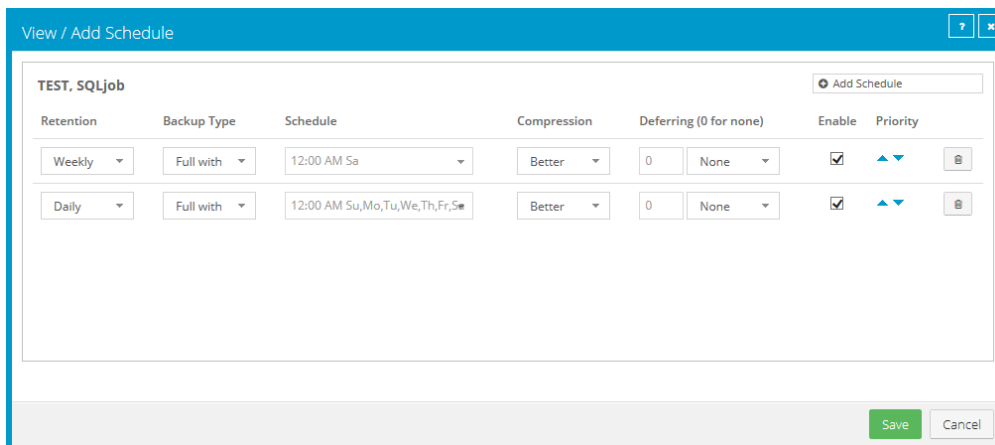 View / Add Schedule ? x
TEST, SQLjob Add Schedule
Retention Backup Type Schedule Compression Deferring (0 for none) Enable Priority
Weekly Full with 12:00 AM Sa Better 0 None
Daily Full with 12:00 AM Su,Mo,Tu,We,Th,Fr,Sa Better 0 None
Save Cancel